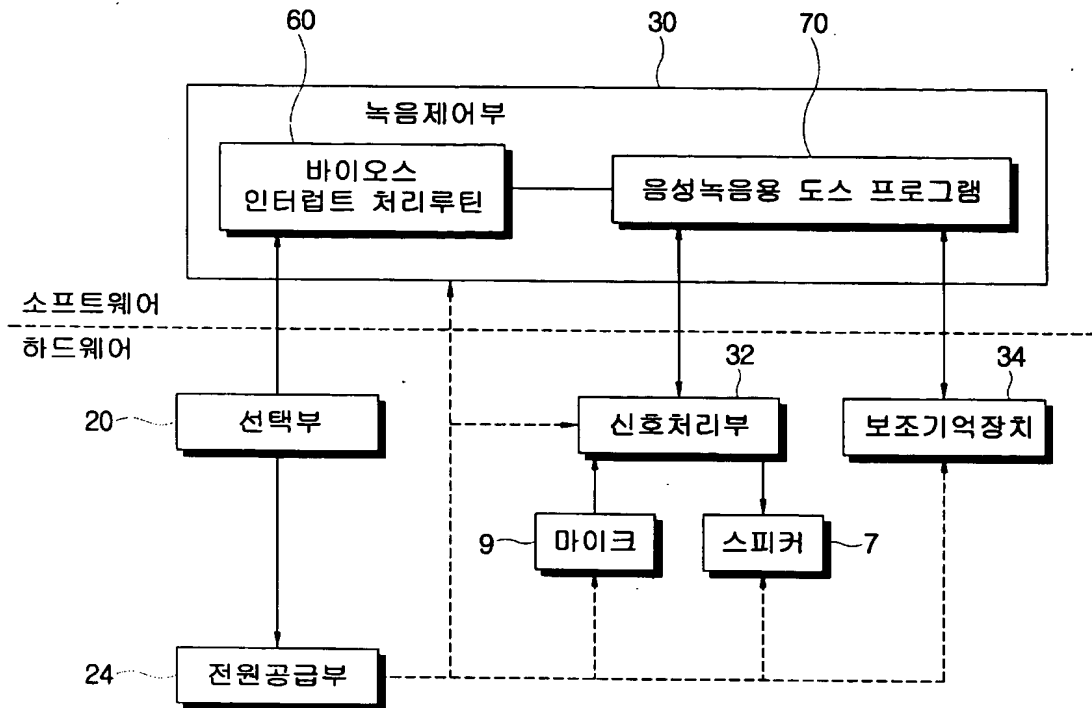 60
30
70
녹음제어부
바이오스
인터럽트 처리루틴
음성녹음용 도스 프로그램
소프트웨어
하드웨어
32
34
20
선택부
신호처리부
보조기억장치
9
마이크
스피커
7
24
전원공급부